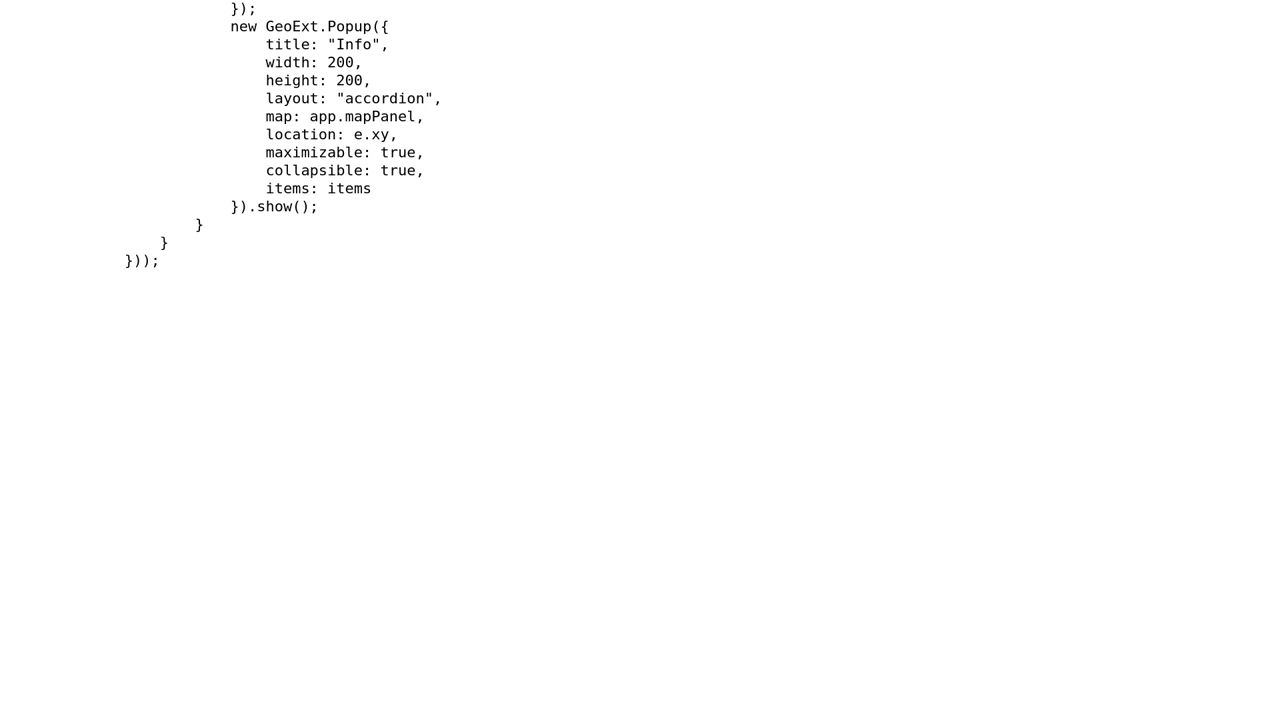 });
new GeoExt.Popup({
title: "Info",
width: 200,
height: 200,
layout: "accordion",
map: app.mapPanel,
location: e.xy,
maximizable: true,
collapsible: true,
items: items
}).show();
}
}
}));